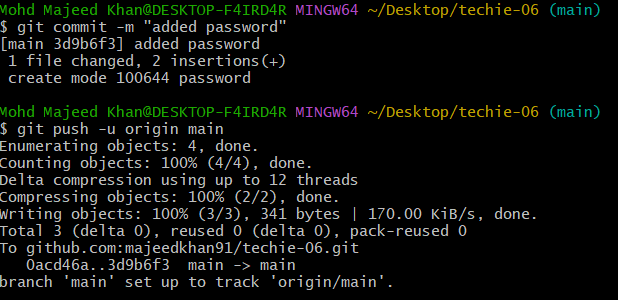 Mohd Majeed Khan@DESKTOP-F4IRD4R MINGW64 ~/Desktop/techie-06 (main)
$ git commit -m "added password"
[main 3d9b6f3] added password
 1 file changed, 2 insertions(+)
 create mode 100644 password
Mohd Majeed Khan@DESKTOP-F4IRD4R MINGW64 ~/Desktop/techie-06 (main)
$ git push -u origin main
Enumerating objects: 4, done.
Counting objects: 100% (4/4), done.
Delta compression using up to 12 threads
Compressing objects: 100% (2/2), done.
Writing objects: 100% (3/3), 341 bytes | 170.00 KiB/s, done.
Total 3 (delta 0), reused 0 (delta 0), pack-reused 0
To github.com:majeedkhan91/techie-06.git
   0acd46a..3d9b6f3  main -> main
branch 'main' set up to track 'origin/main'.